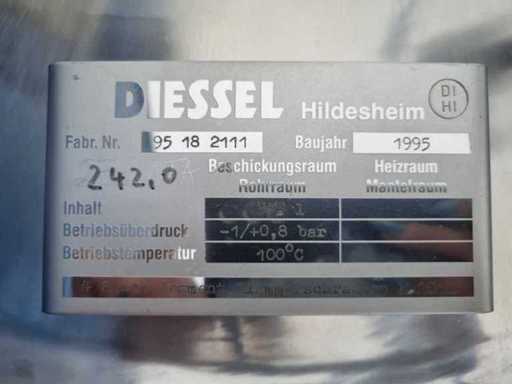 DIESSEL Hildesheim DI HI
Fabr. Nr. 95 18 2111 Baujahr 1995
242,0 Beschickungsraum Heizraum
Rohrraum Mantelraum
Inhalt
Betriebsüberdruck -1/+0,8 bar
Betriebstemperatur 100°C